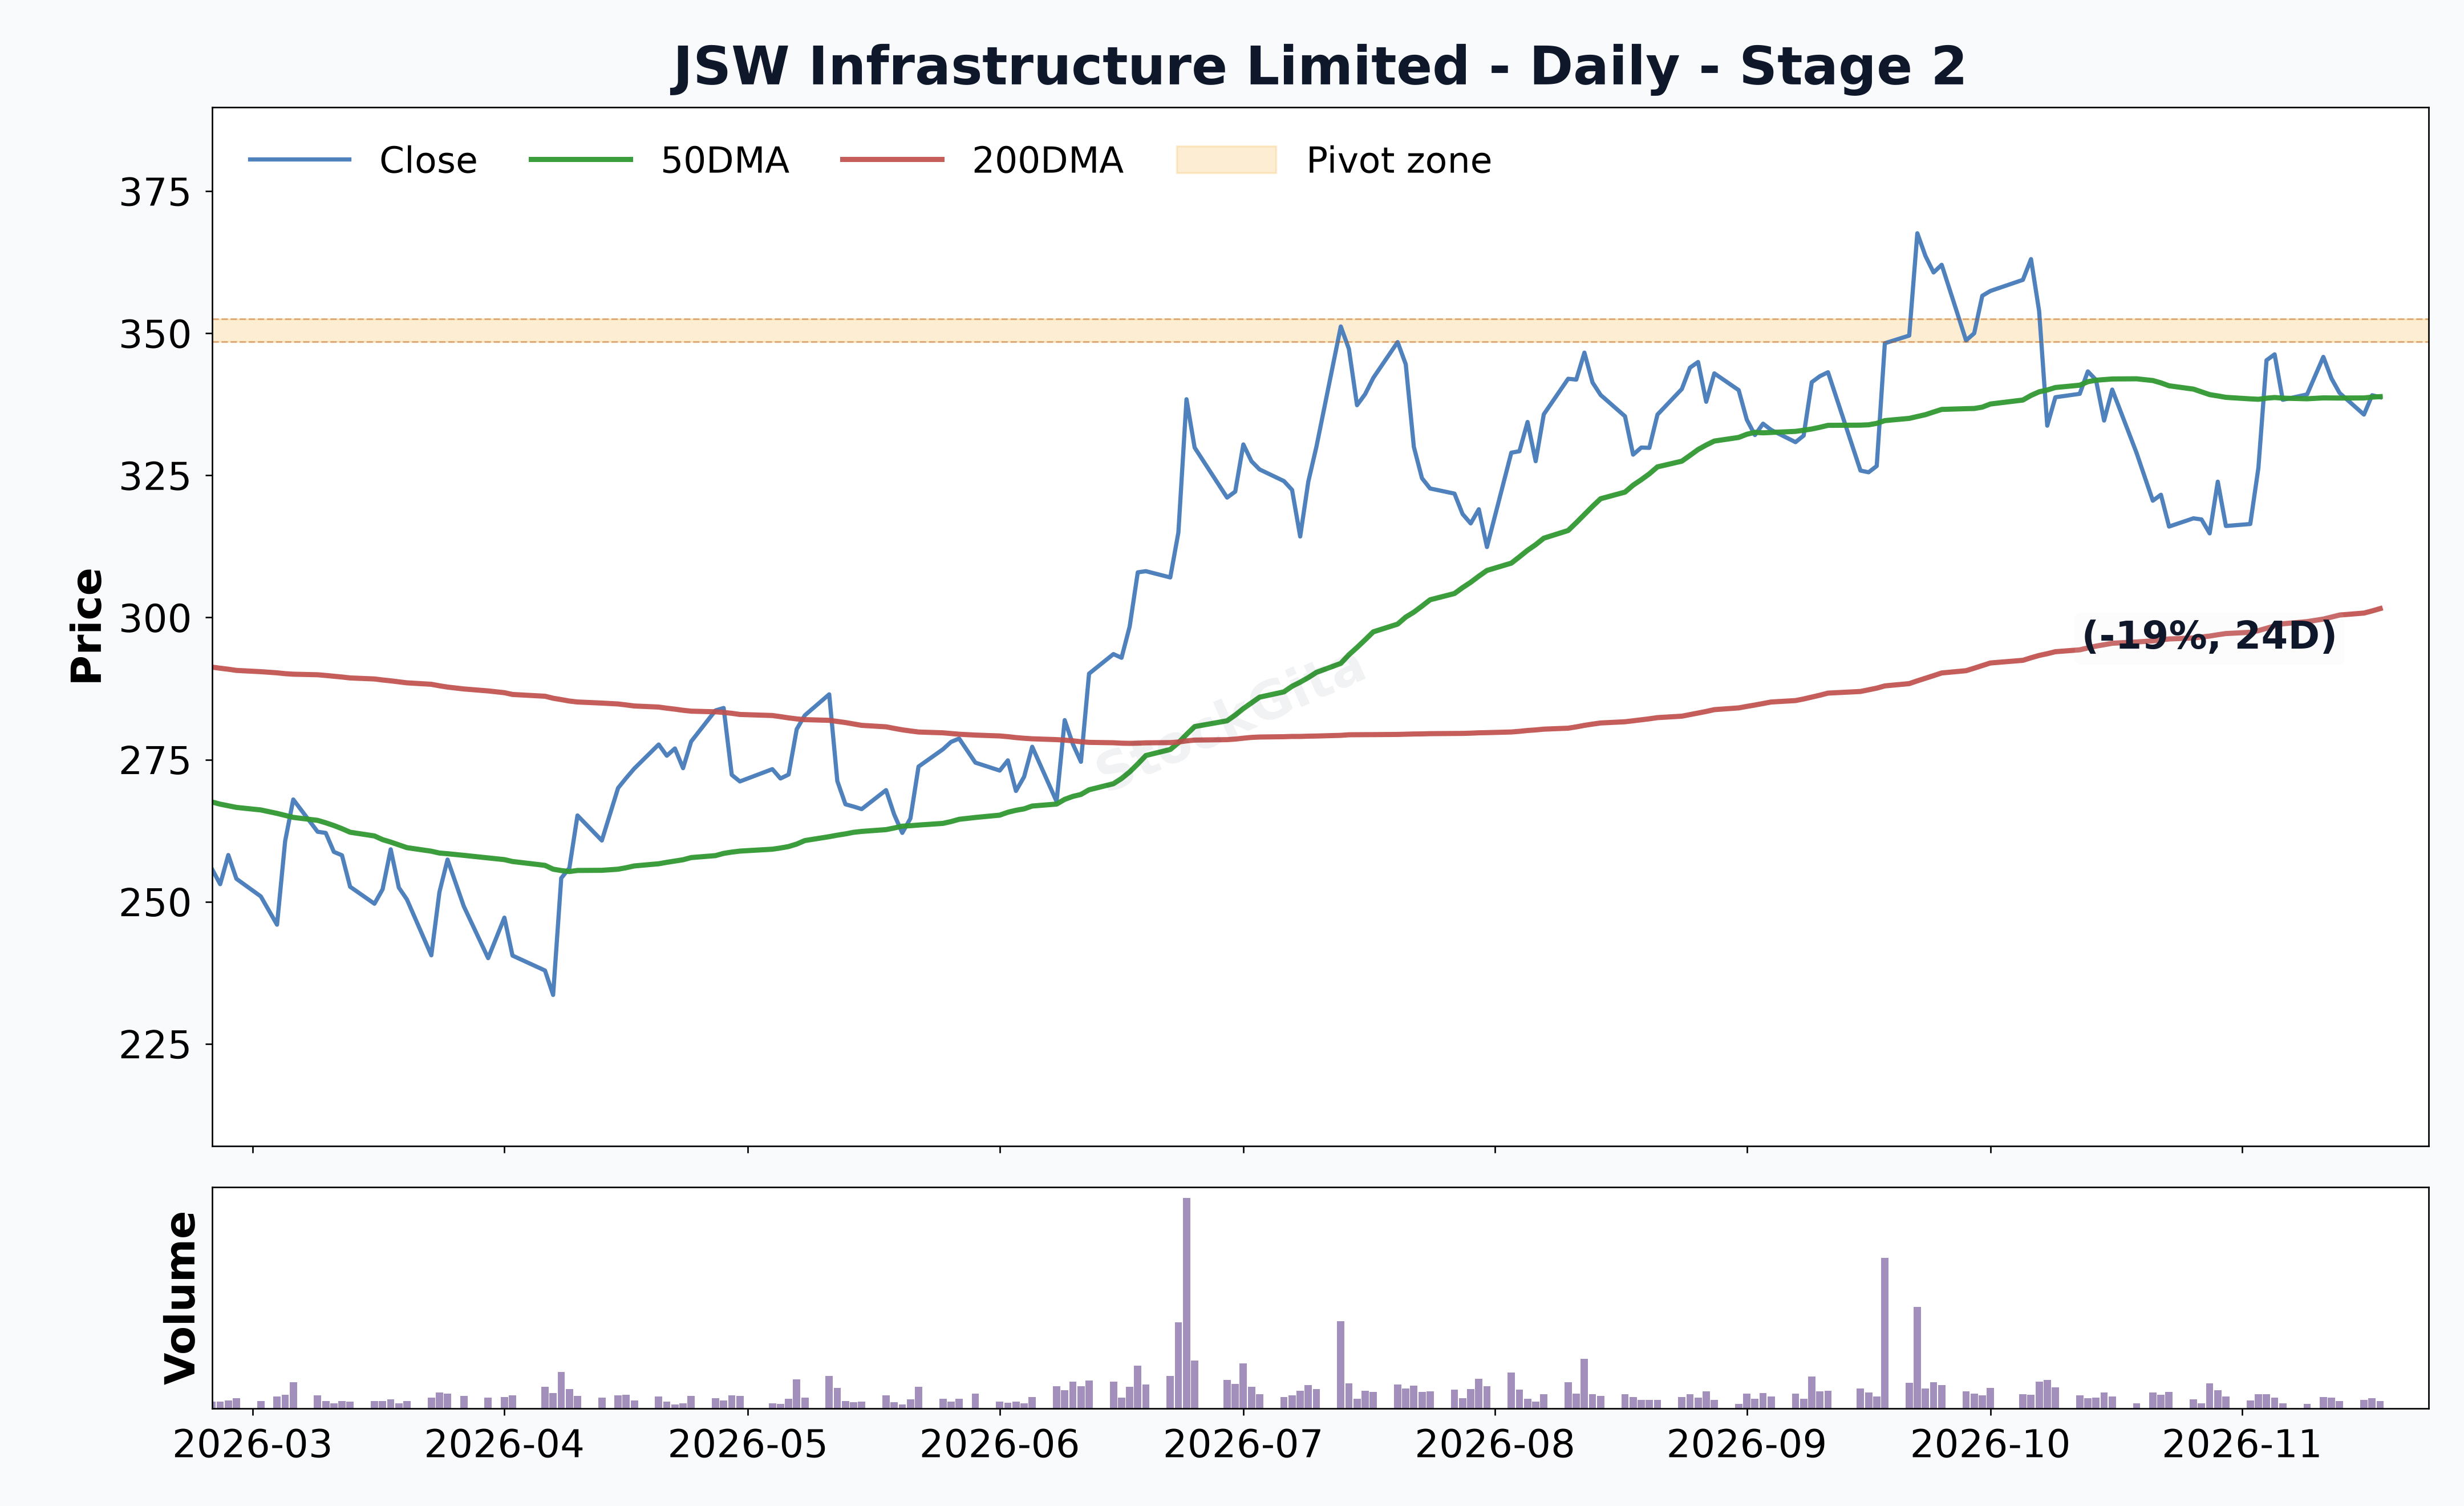 JSW Infrastructure Limited - Daily - Stage 2
Close 50DMA 200DMA Pivot zone
375
350
325
300
275
250
225
Price
(-19%, 24D)
StockGita
Volume
2026-03 2026-04 2026-05 2026-06 2026-07 2026-08 2026-09 2026-10 2026-11